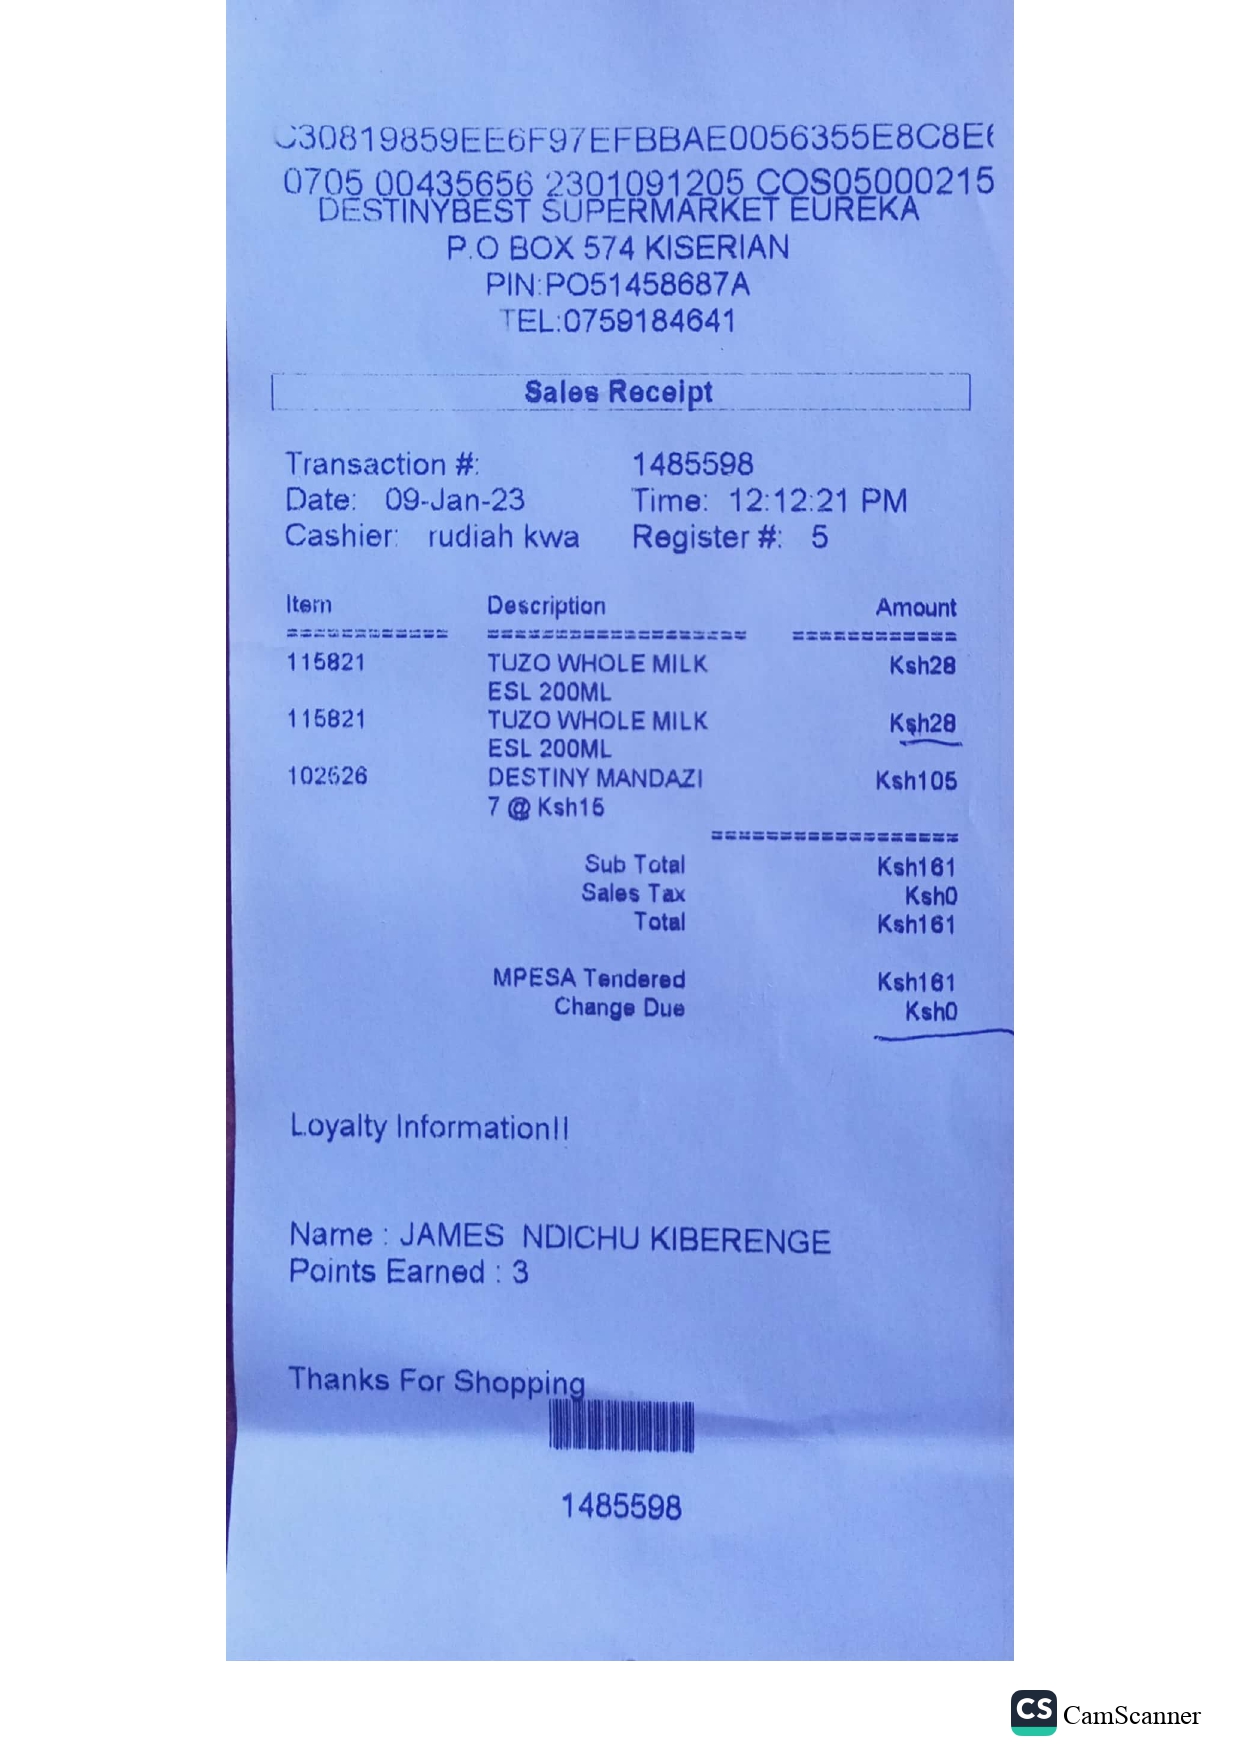 C30819859EE6F97EFBBAE0056355E8C8E6
0705 00435656 2301091205 COS05000215
DESTINYBEST SUPERMARKET EUREKA
P.O BOX 574 KISERIAN
PIN:PO51458687A
TEL:0759184641
Sales Receipt
Transaction #: 1485598
Date: 09-Jan-23 Time: 12:12:21 PM
Cashier: rudiah kwa Register #: 5
Item Description Amount
============ =================== ============
115821 TUZO WHOLE MILK Ksh28
ESL 200ML
115821 TUZO WHOLE MILK Ksh28
ESL 200ML
102626 DESTINY MANDAZI Ksh105
7 @ Ksh15
==================
Sub Total Ksh161
Sales Tax Ksh0
Total Ksh161
MPESA Tendered Ksh161
Change Due Ksh0
Loyalty Information!!
Name : JAMES NDICHU KIBERENGE
Points Earned : 3
Thanks For Shopping
1485598
CS CamScanner